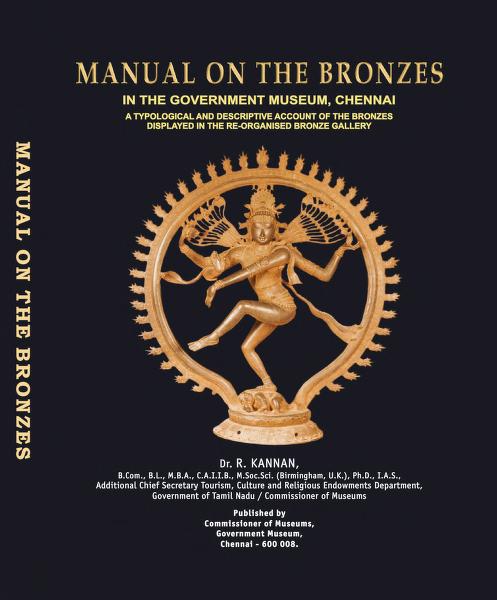 MANUAL ON THE BRONZES
MANUAL ON THE BRONZES
IN THE GOVERNMENT MUSEUM, CHENNAI
A TYPOLOGICAL AND DESCRIPTIVE ACCOUNT OF THE BRONZES
DISPLAYED IN THE RE-ORGANISED BRONZE GALLERY
Dr. R. KANNAN,
B.Com., B.L., M.B.A., C.A.I.I.B., M.Soc.Sci. (Birmingham, U.K.), Ph.D., I.A.S.,
Additional Chief Secretary Tourism, Culture and Religious Endowments Department,
Government of Tamil Nadu / Commissioner of Museums
Published by
Commissioner of Museums,
Government Museum,
Chennai - 600 008.